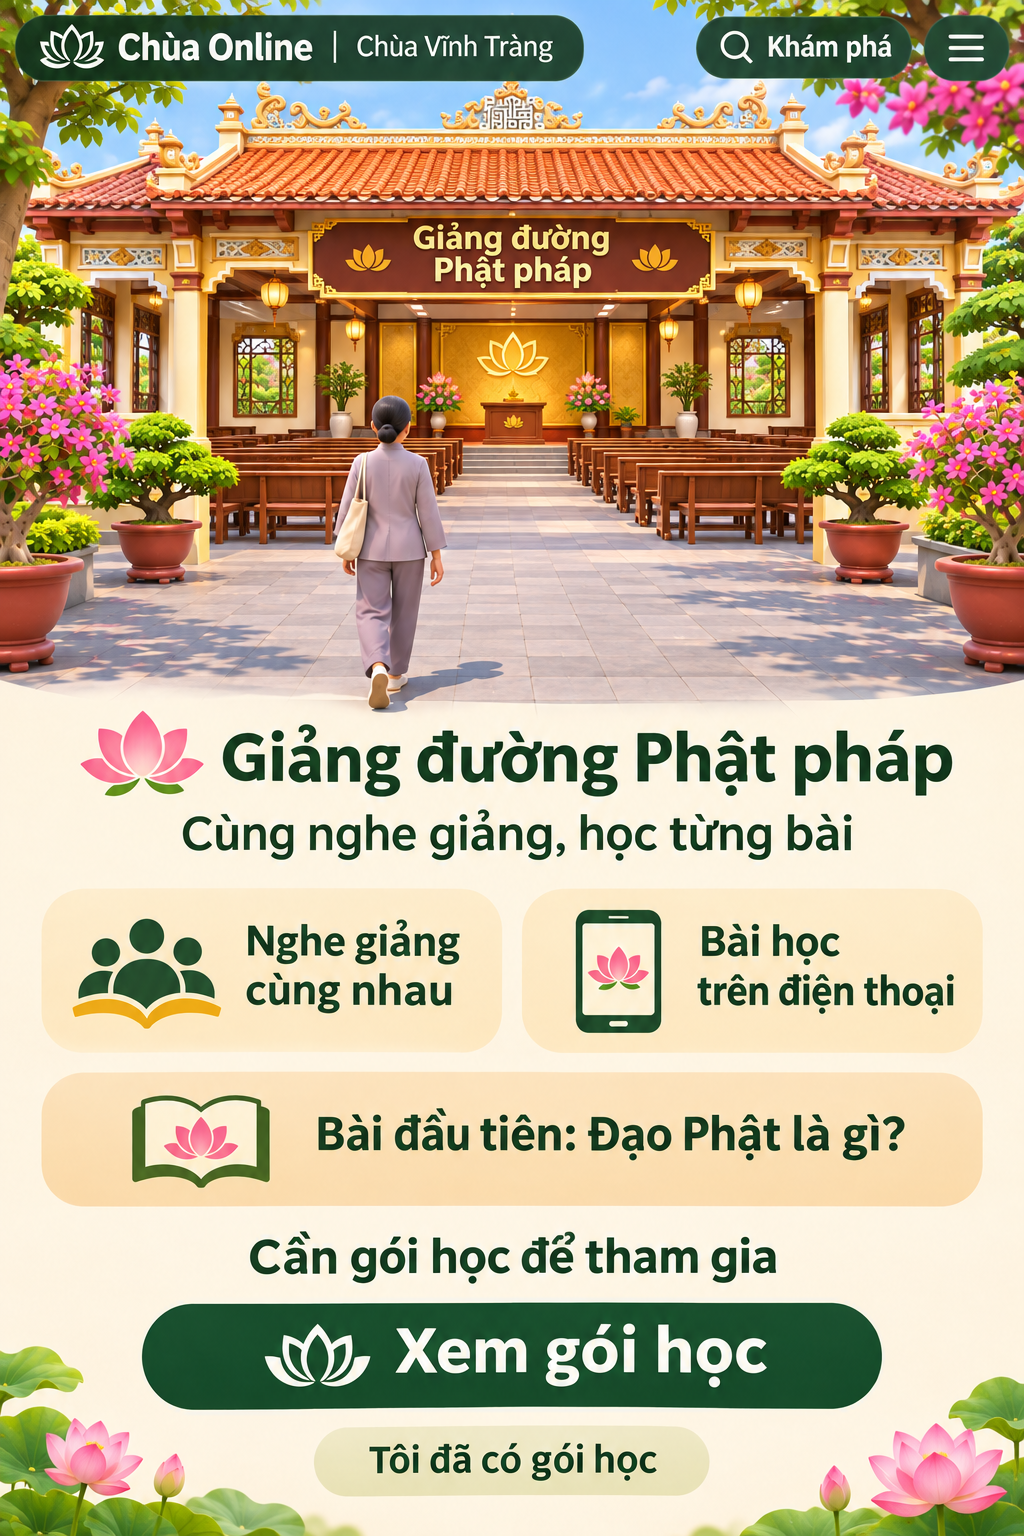 Chùa Online | Chùa Vĩnh Tràng
Khám phá
Giảng đường
Phật pháp
Giảng đường Phật pháp
Cùng nghe giảng, học từng bài
Nghe giảng
cùng nhau
Bài học
trên điện thoại
Bài đầu tiên: Đạo Phật là gì?
Cần gói học để tham gia
Xem gói học
Tôi đã có gói học